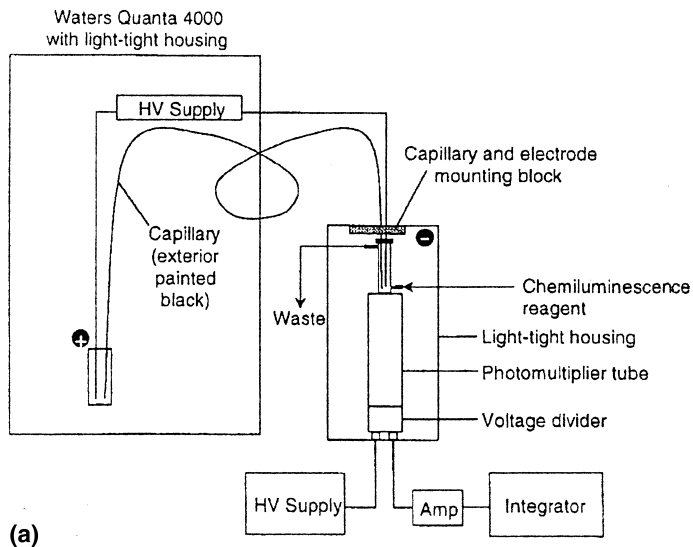 Waters Quanta 4000
with light-tight housing
HV Supply
Capillary and electrode
mounting block
Capillary
(exterior
painted
black)
−
Chemiluminescence
reagent
Waste
Light-tight housing
+
Photomultiplier tube
Voltage divider
HV Supply
Amp
Integrator
(a)